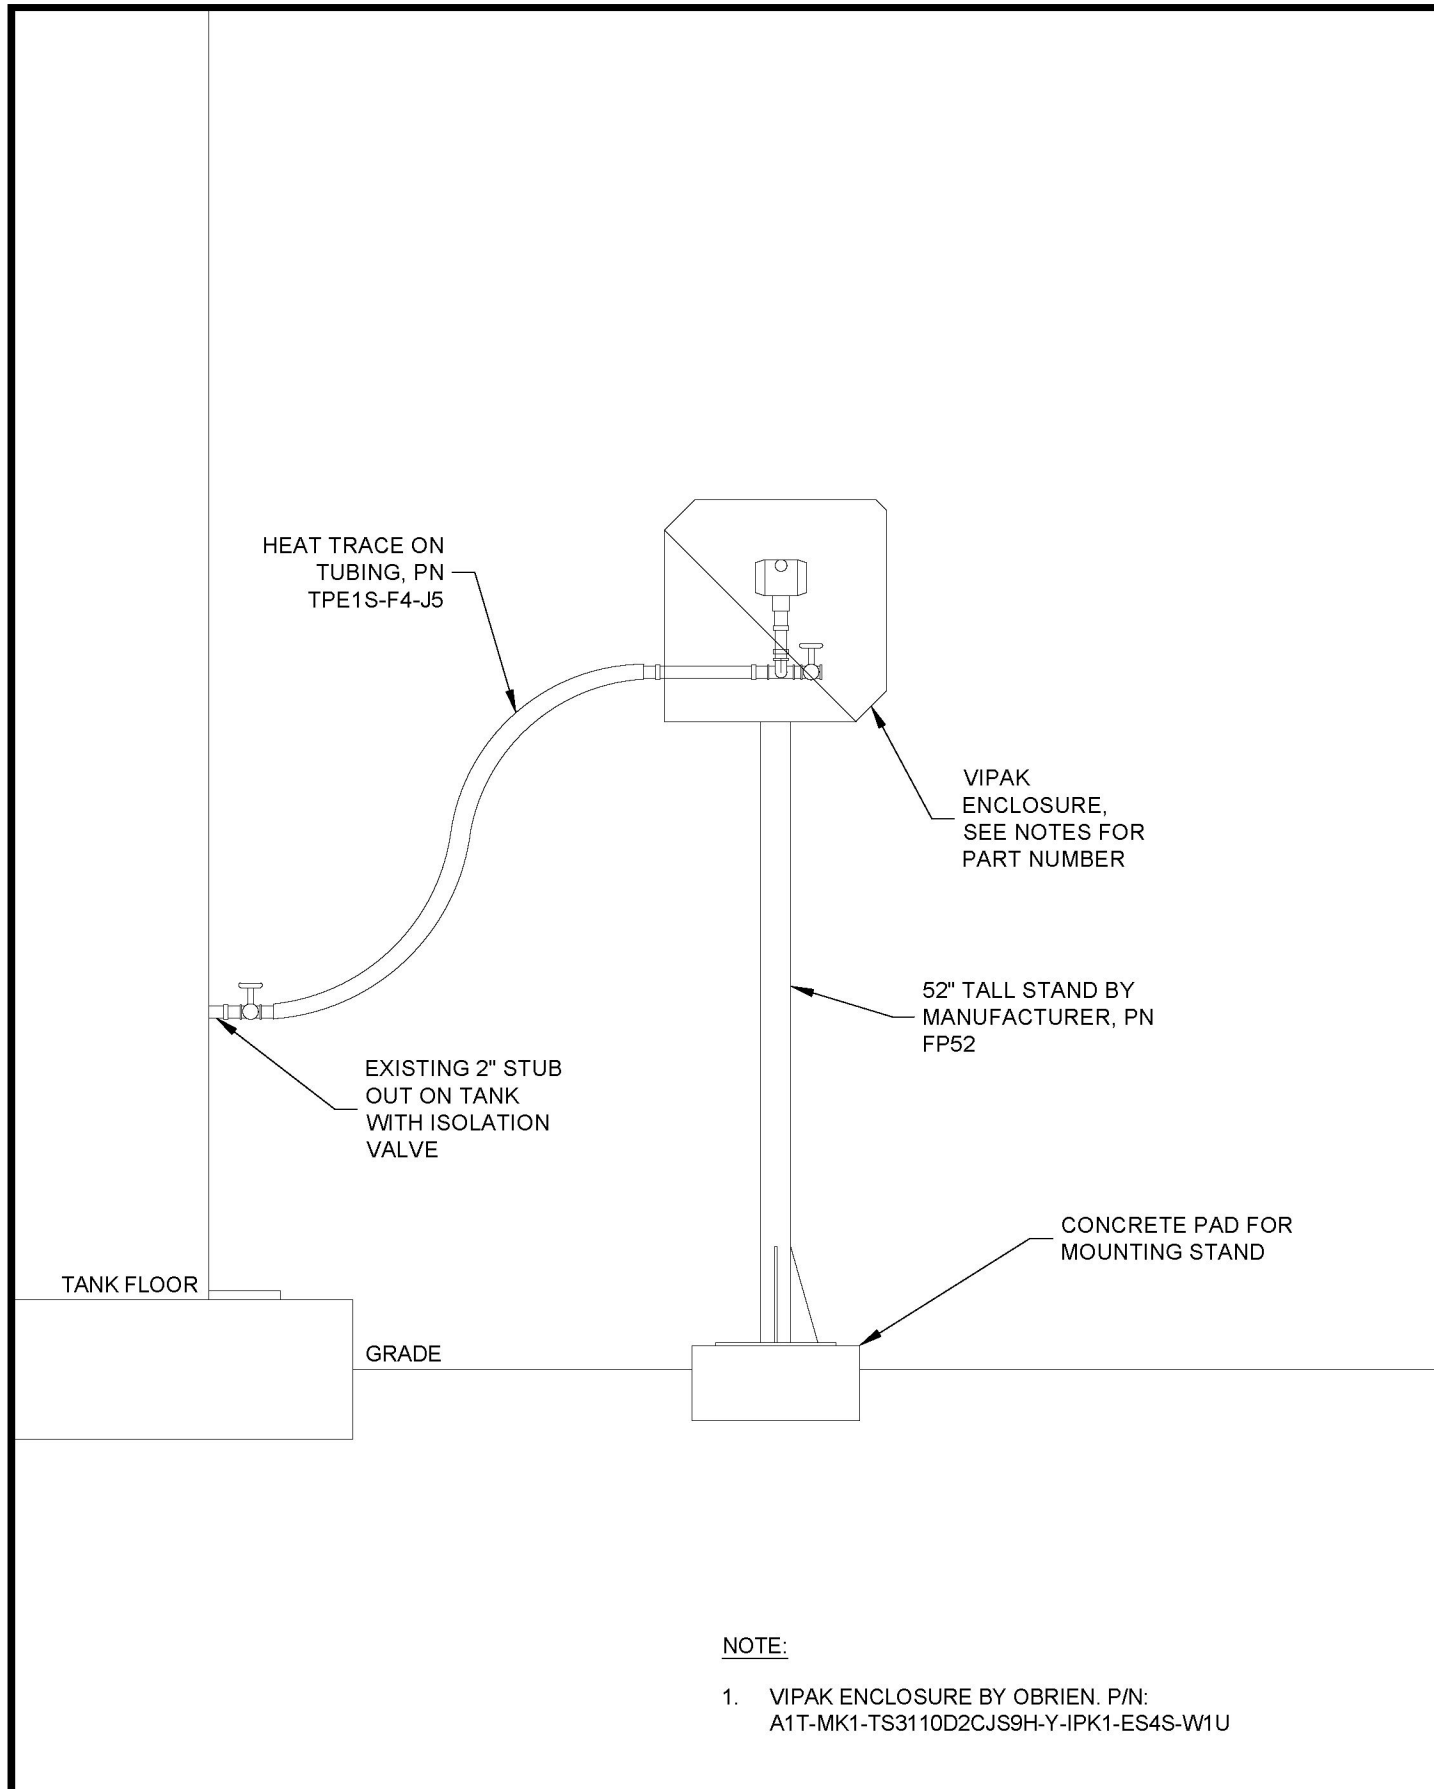 HEAT TRACE ON
TUBING, PN
TPE1S-F4-J5
VIPAK
ENCLOSURE,
SEE NOTES FOR
PART NUMBER
52" TALL STAND BY
MANUFACTURER, PN
FP52
EXISTING 2" STUB
OUT ON TANK
WITH ISOLATION
VALVE
CONCRETE PAD FOR
MOUNTING STAND
TANK FLOOR
GRADE
NOTE:
1. VIPAK ENCLOSURE BY OBRIEN. P/N:
A1T-MK1-TS3110D2CJS9H-Y-IPK1-ES4S-W1U